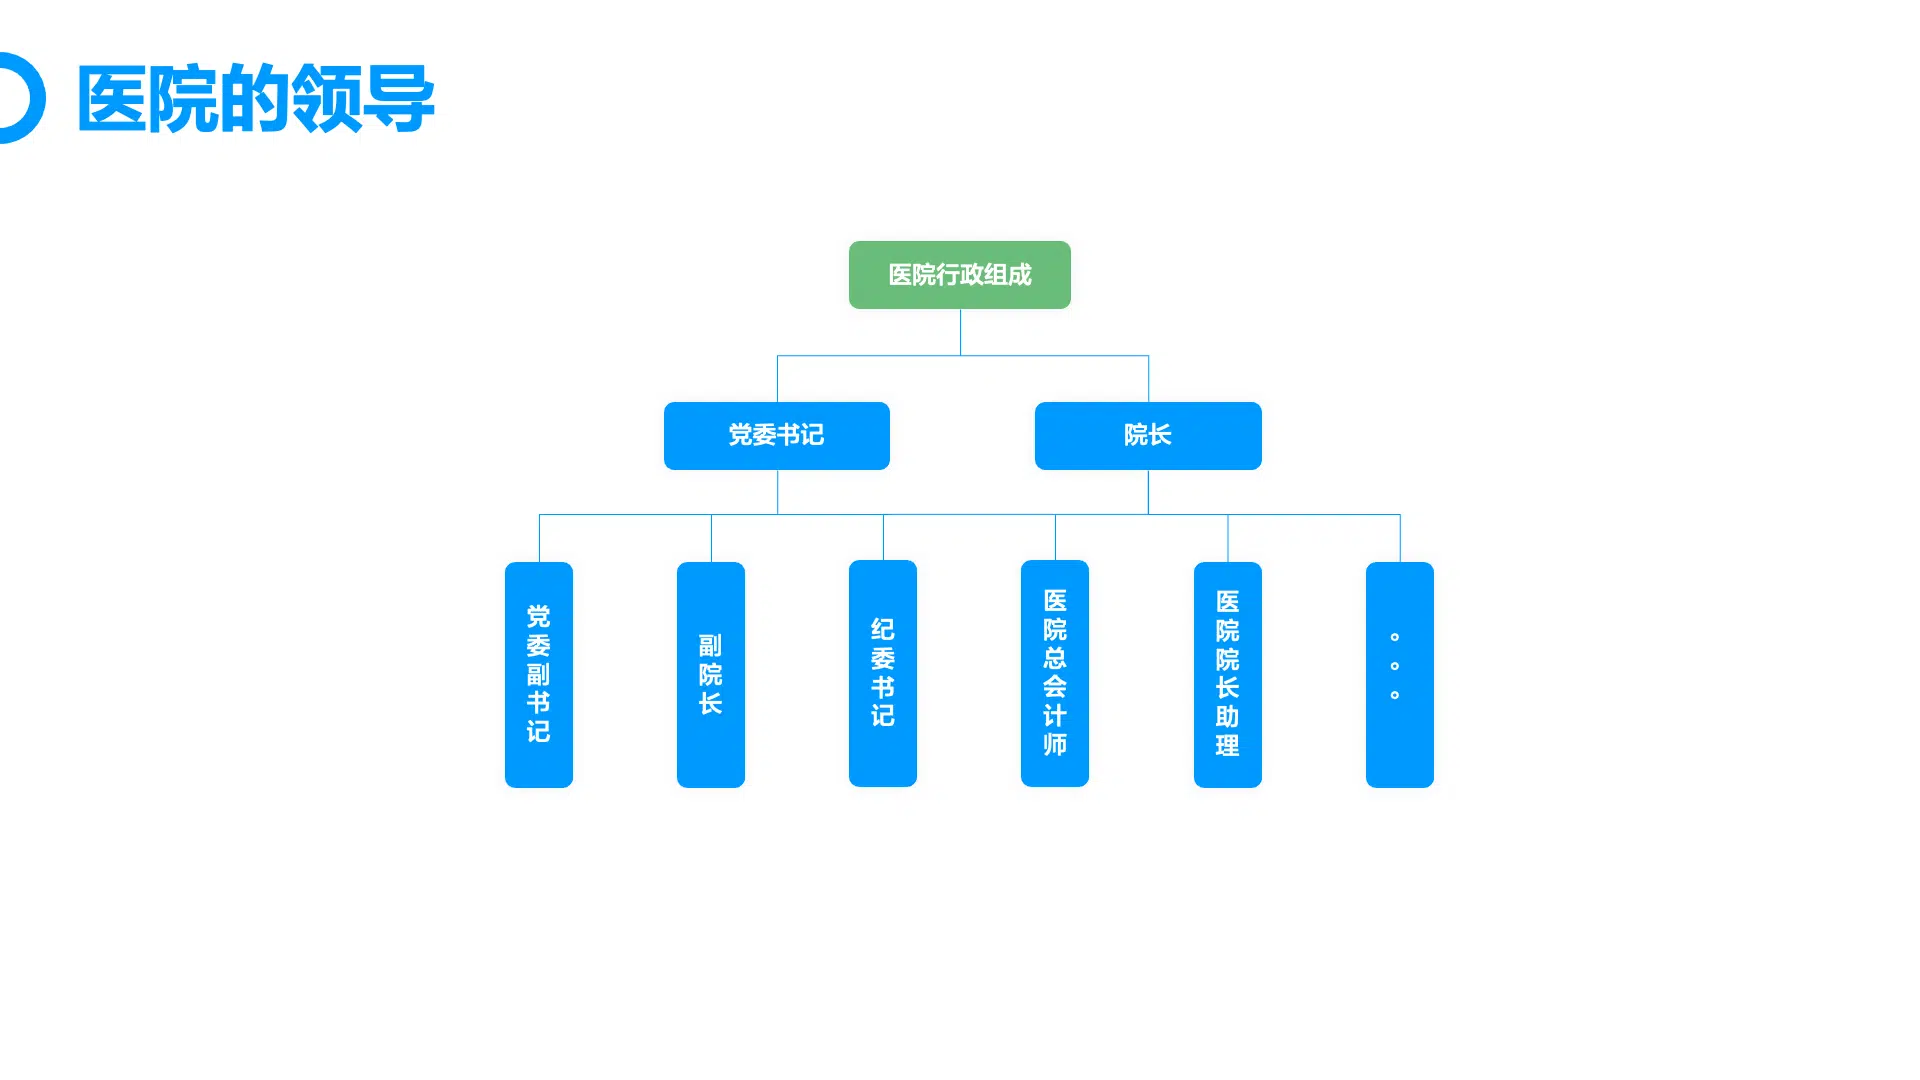 医院的领导
医院行政组成
党委书记
院长
党委副书记
副院长
纪委书记
医院总会计师
医院院长助理
。。。